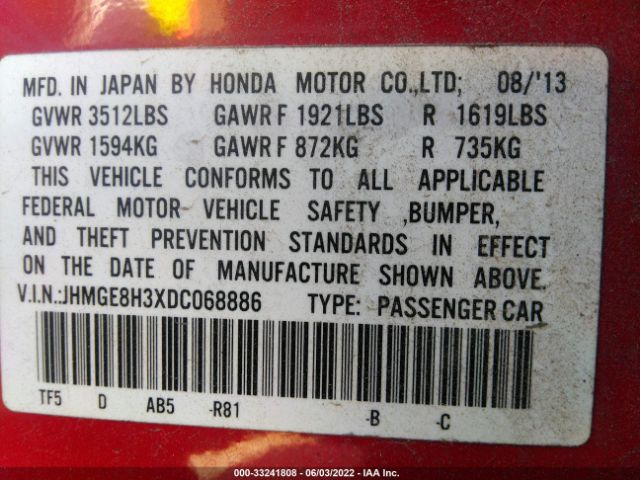 MFD. IN JAPAN BY HONDA MOTOR CO.,LTD; 08/'13
GVWR 3512LBS GAWR F 1921LBS R 1619LBS
GVWR 1594KG GAWR F 872KG R 735KG
THIS VEHICLE CONFORMS TO ALL APPLICABLE
FEDERAL MOTOR VEHICLE SAFETY ,BUMPER,
AND THEFT PREVENTION STANDARDS IN EFFECT
ON THE DATE OF MANUFACTURE SHOWN ABOVE.
V.I.N.:JHMGE8H3XDC068886 TYPE: PASSENGER CAR
TF5 D AB5 -R81 -B -C
000-33241808 - 06/03/2022 - IAA Inc.